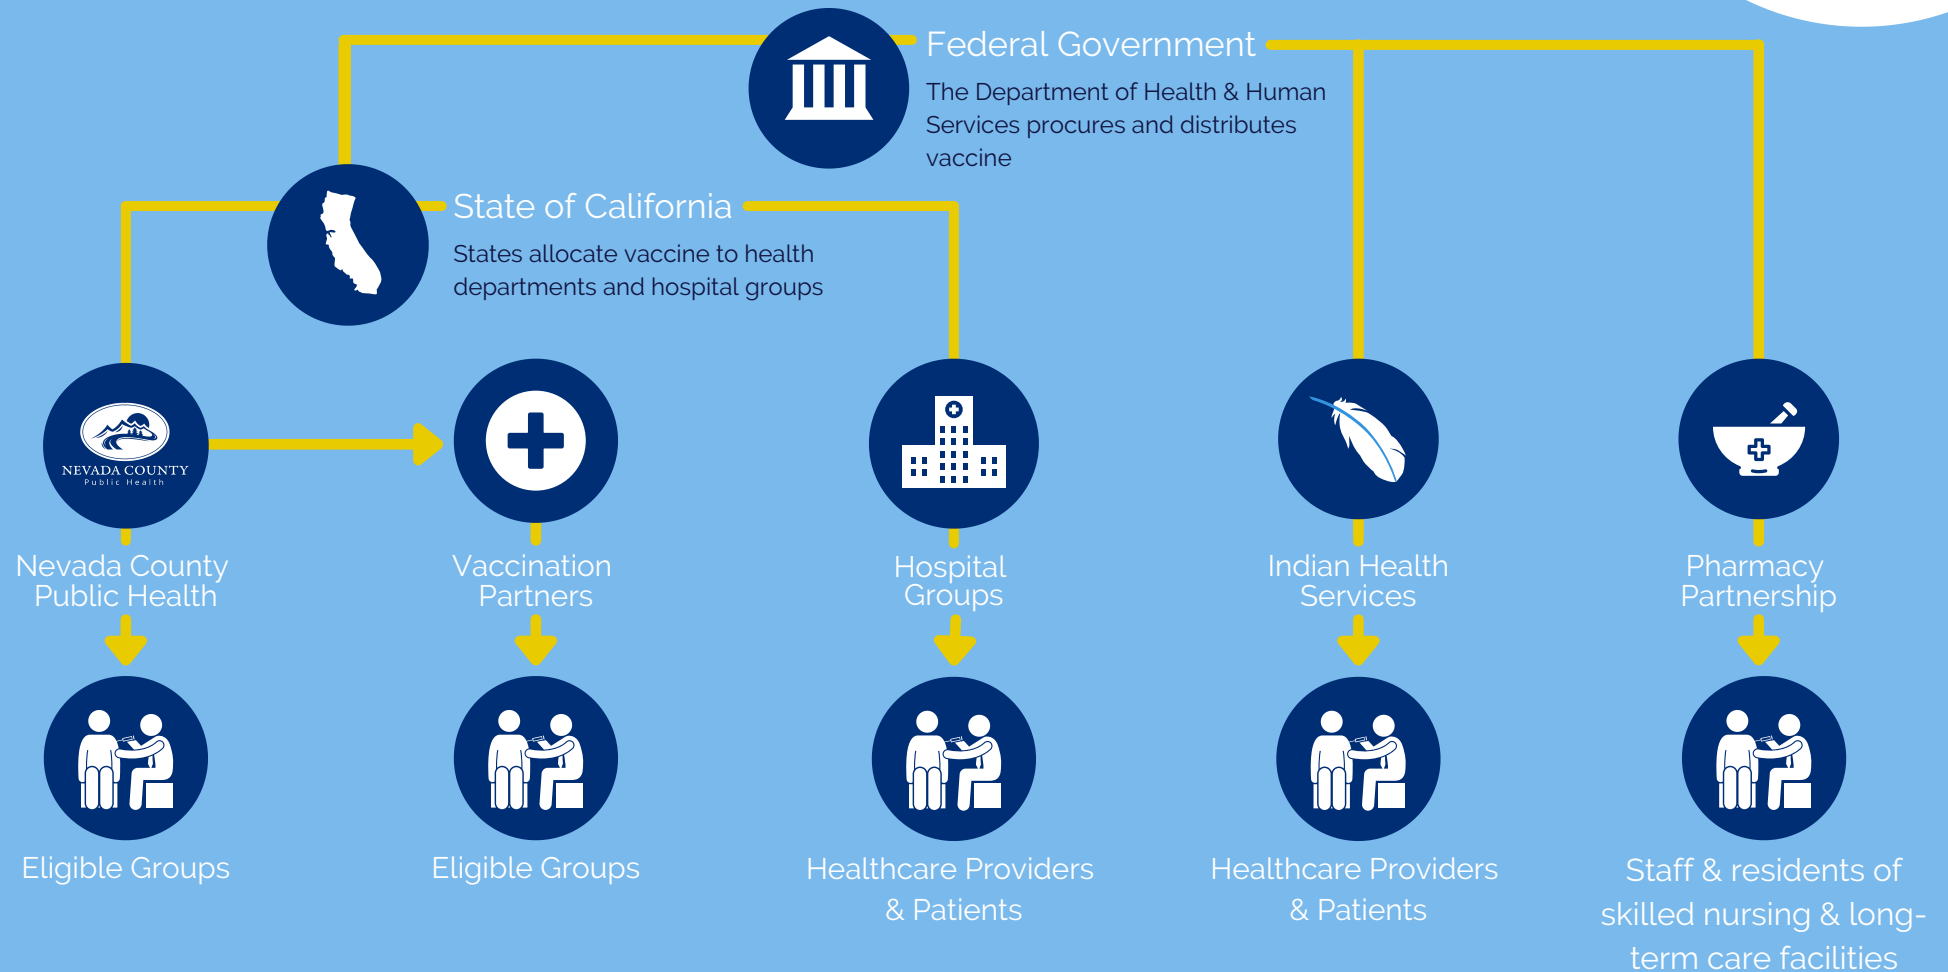 Federal Government
The Department of Health & Human
Services procures and distributes
vaccine
State of California
States allocate vaccine to health
departments and hospital groups
NEVADA COUNTY
Public Health
Nevada County
Public Health
Vaccination
Partners
Hospital
Groups
Indian Health
Services
Pharmacy
Partnership
Eligible Groups
Eligible Groups
Healthcare Providers
& Patients
Healthcare Providers
& Patients
Staff & residents of
skilled nursing & long-
term care facilities